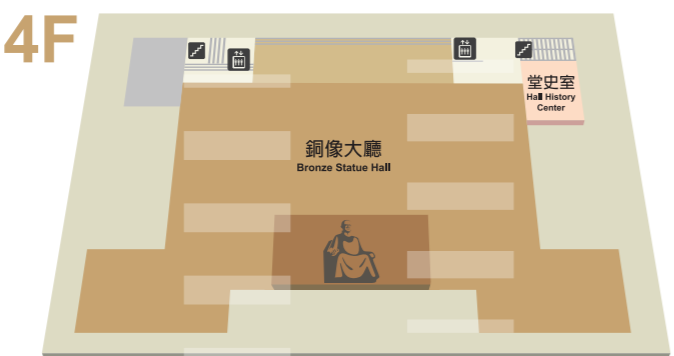 4F
堂史室
Hall History
Center
銅像大廳
Bronze Statue Hall